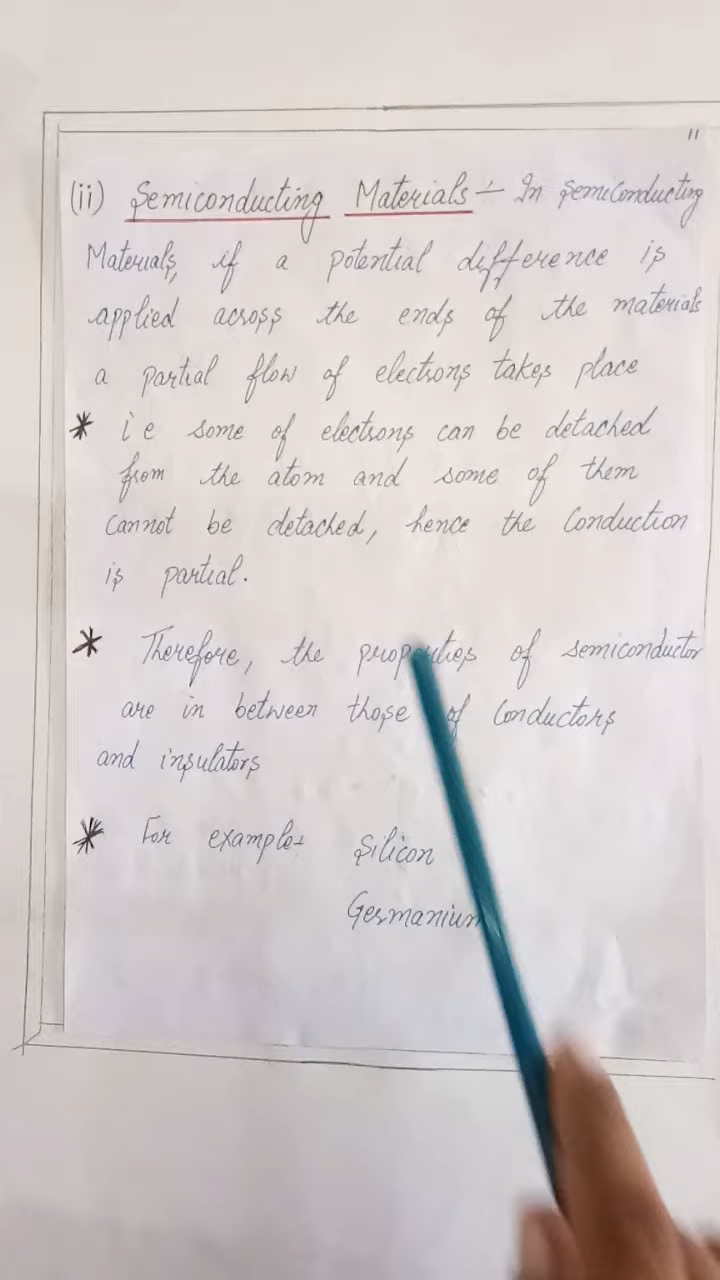 11
(ii) Semiconducting Materials :- In Semiconducting
Materials, if a potential difference is
applied across the ends of the materials
a partial flow of electrons takes place
* i e some of electrons can be detached
from the atom and some of them
cannot be detached, hence the Conduction
is partial.
* Therefore, the properties of semiconductor
are in between those of Conductors
and insulators
* For example:- Silicon
Germanium